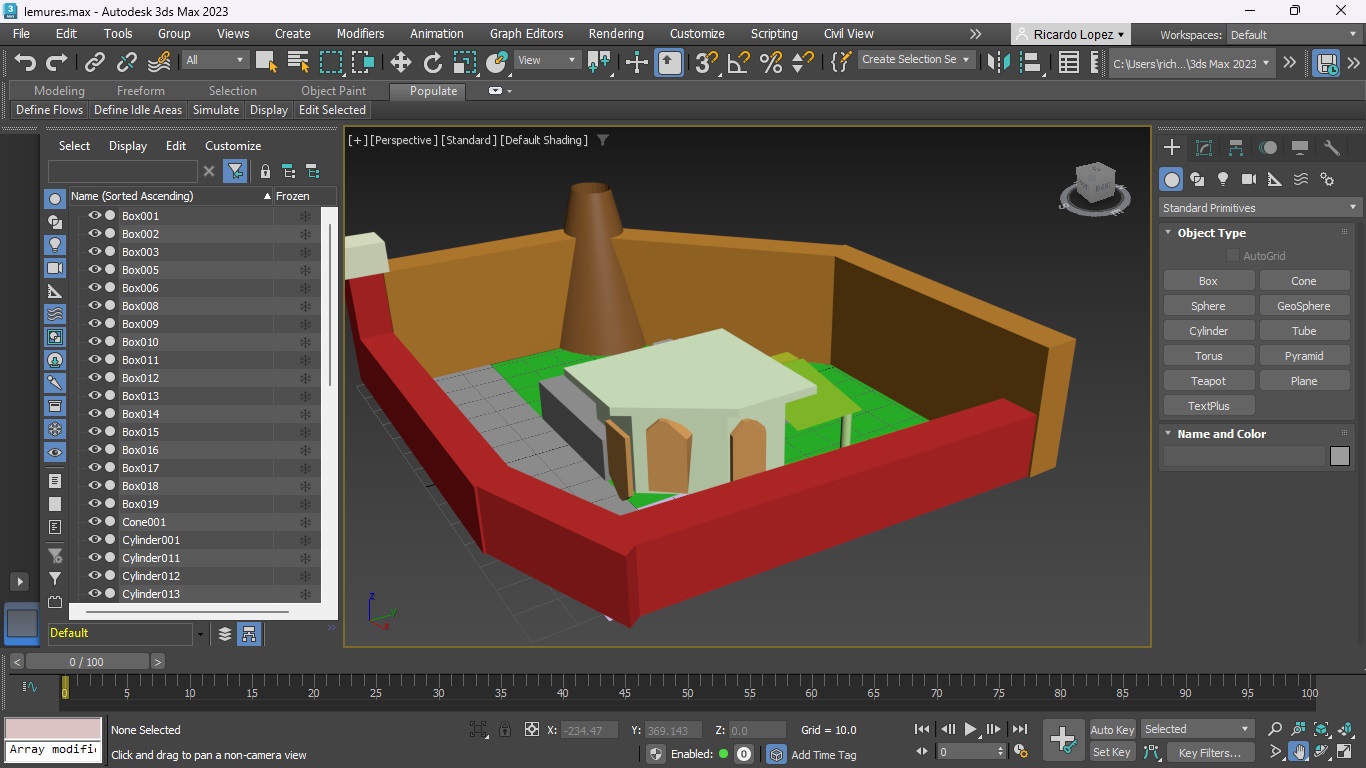 lemures.max - Autodesk 3ds Max 2023
File Edit Tools Group Views Create Modifiers Animation Graph Editors Rendering Customize Scripting Civil View Ricardo Lopez Workspaces: Default
All View Create Selection Se C:\Users\rich...\3ds Max 2023
Modeling Freeform Selection Object Paint Populate
Define Flows Define Idle Areas Simulate Display Edit Selected
Select Display Edit Customize
[+] [Perspective] [Standard] [Default Shading]
Name (Sorted Ascending) Frozen
Box001
Box002
Box003
Box005
Box006
Box008
Box009
Box010
Box011
Box012
Box013
Box014
Box015
Box016
Box017
Box018
Box019
Cone001
Cylinder001
Cylinder011
Cylinder012
Cylinder013
Default
z
y
x
Standard Primitives
Object Type
AutoGrid
Box Cone
Sphere GeoSphere
Cylinder Tube
Torus Pyramid
Teapot Plane
TextPlus
Name and Color
< 0 / 100 >
0 5 10 15 20 25 30 35 40 45 50 55 60 65 70 75 80 85 90 95 100
None Selected X: -234.47 Y: 369.143 Z: 0.0 Grid = 10.0 Auto Key Selected
Array modifi Click and drag to pan a non-camera view Enabled: 0 Add Time Tag 0 Set Key Key Filters...